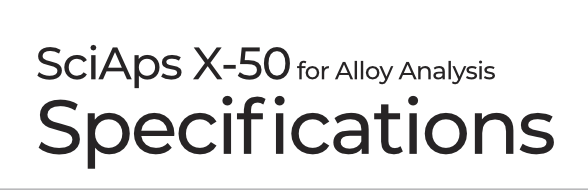 SciAps X-50 for Alloy Analysis
Specifications